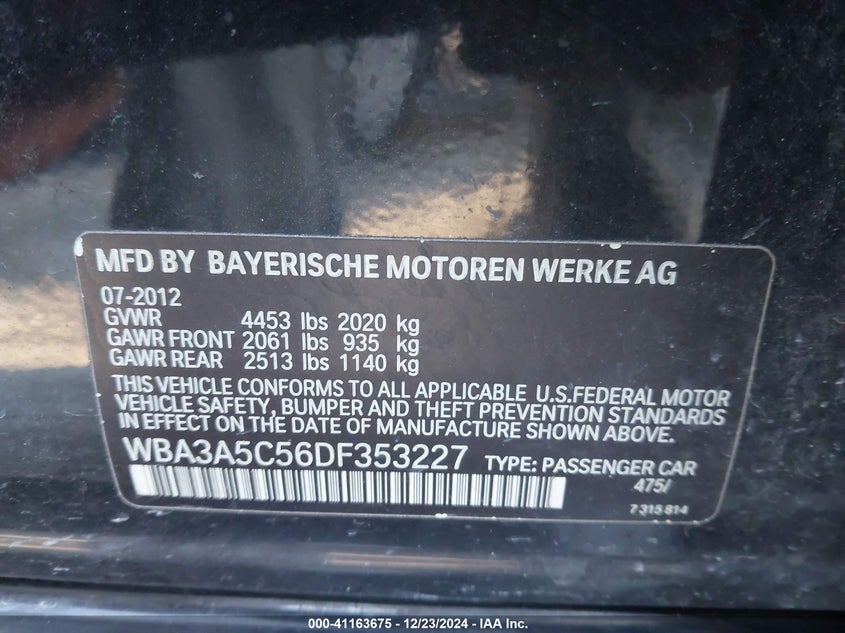 MFD BY BAYERISCHE MOTOREN WERKE AG
07-2012
GVWR 4453 lbs 2020 kg
GAWR FRONT 2061 lbs 935 kg
GAWR REAR 2513 lbs 1140 kg
THIS VEHICLE CONFORMS TO ALL APPLICABLE U.S.FEDERAL MOTOR
VEHICLE SAFETY, BUMPER AND THEFT PREVENTION STANDARDS
IN EFFECT ON THE DATE OF MANUFACTURE SHOWN ABOVE.
WBA3A5C56DF353227 TYPE: PASSENGER CAR
475/
7 315 814
000-41163675 - 12/23/2024 - IAA Inc.